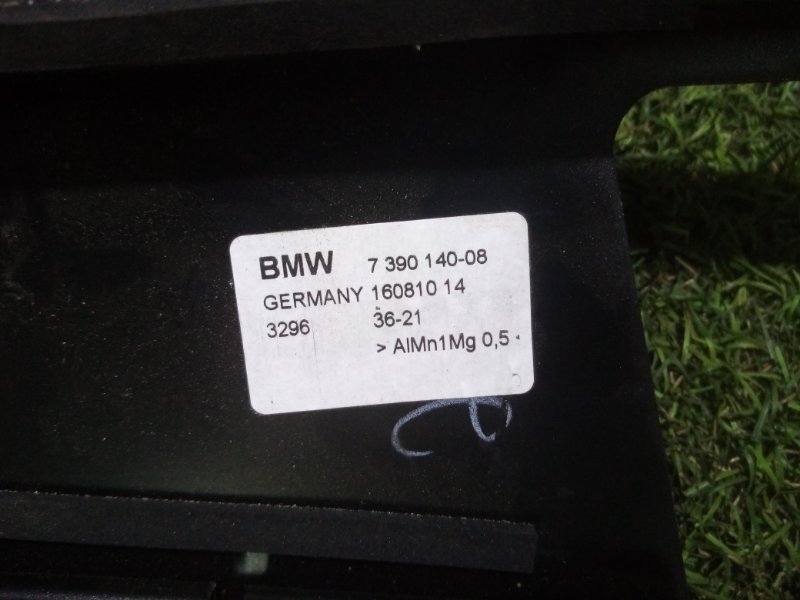 BMW 7 390 140-08
GERMANY 160810 14
3296 36-21
> AlMn1Mg 0,5